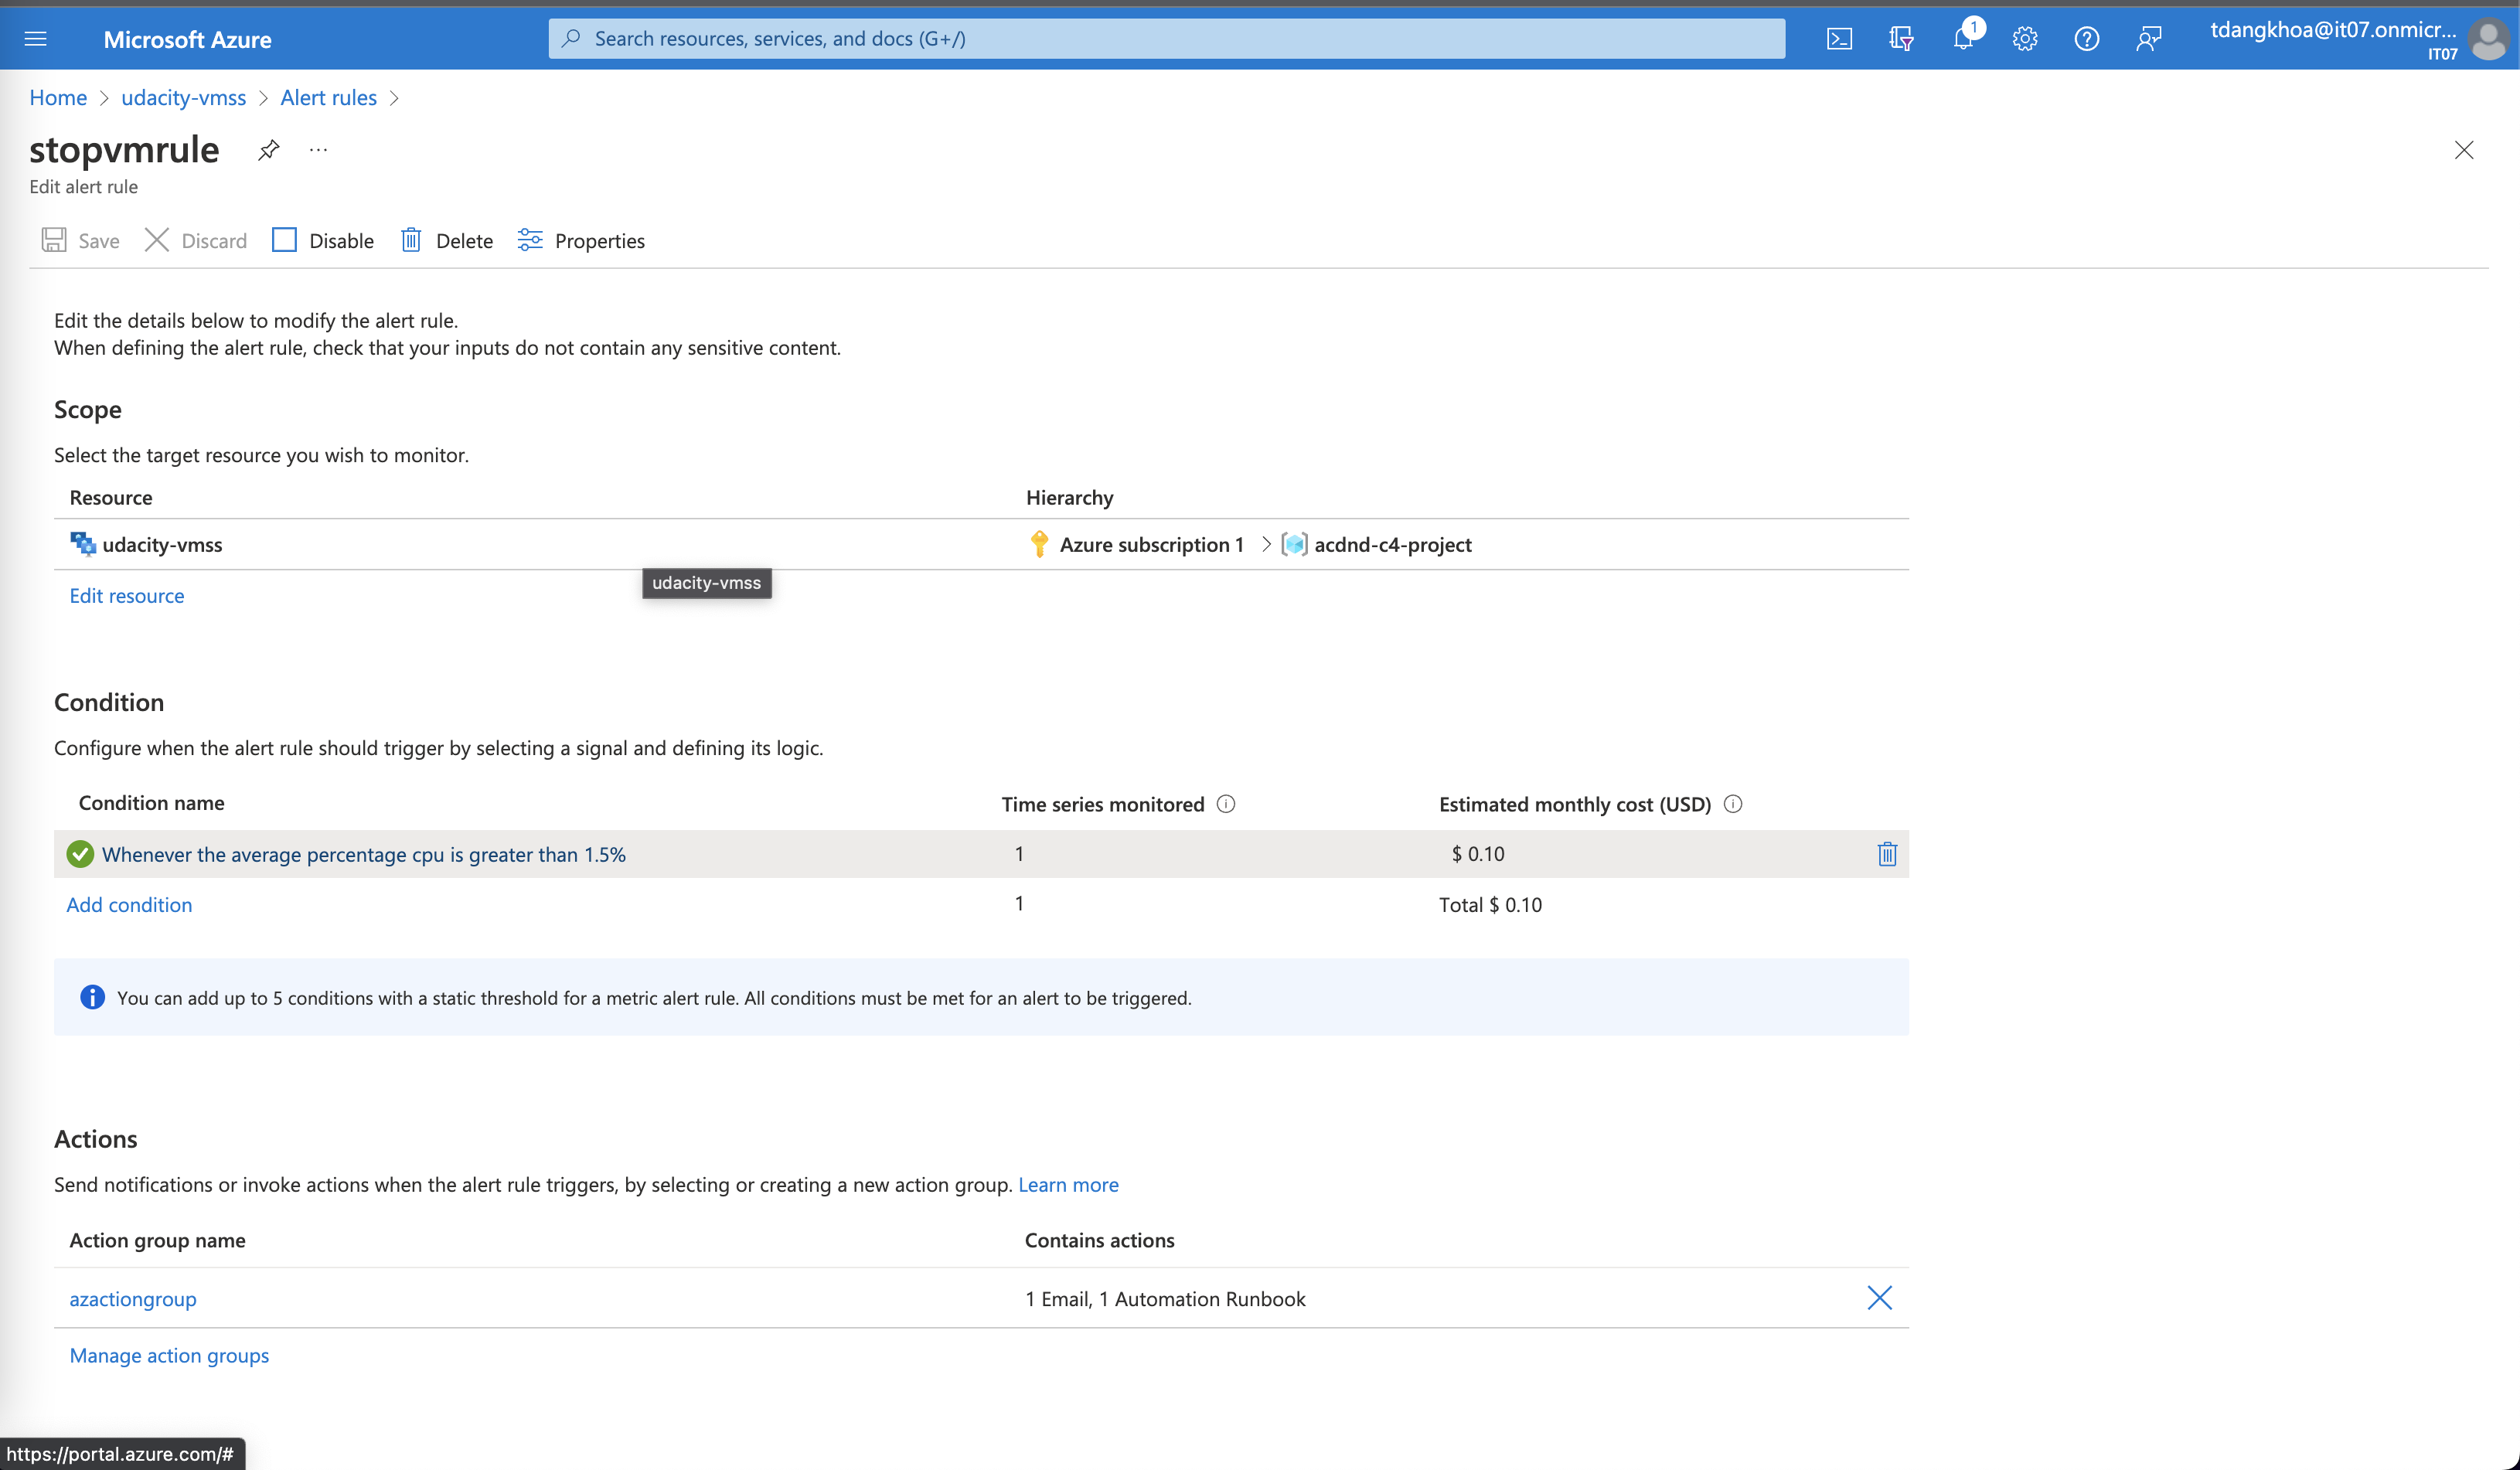 Microsoft Azure
Search resources, services, and docs (G+/)
1
tdangkhoa@it07.onmicr...
IT07
Home > udacity-vmss > Alert rules >
stopvmrule ...
Edit alert rule
Save Discard Disable Delete Properties
Edit the details below to modify the alert rule.
When defining the alert rule, check that your inputs do not contain any sensitive content.
Scope
Select the target resource you wish to monitor.
Resource Hierarchy
udacity-vmss Azure subscription 1 > acdnd-c4-project
udacity-vmss
Edit resource
Condition
Configure when the alert rule should trigger by selecting a signal and defining its logic.
Condition name Time series monitored Estimated monthly cost (USD)
Whenever the average percentage cpu is greater than 1.5% 1 $ 0.10
Add condition 1 Total $ 0.10
You can add up to 5 conditions with a static threshold for a metric alert rule. All conditions must be met for an alert to be triggered.
Actions
Send notifications or invoke actions when the alert rule triggers, by selecting or creating a new action group. Learn more
Action group name Contains actions
azactiongroup 1 Email, 1 Automation Runbook
Manage action groups
https://portal.azure.com/#